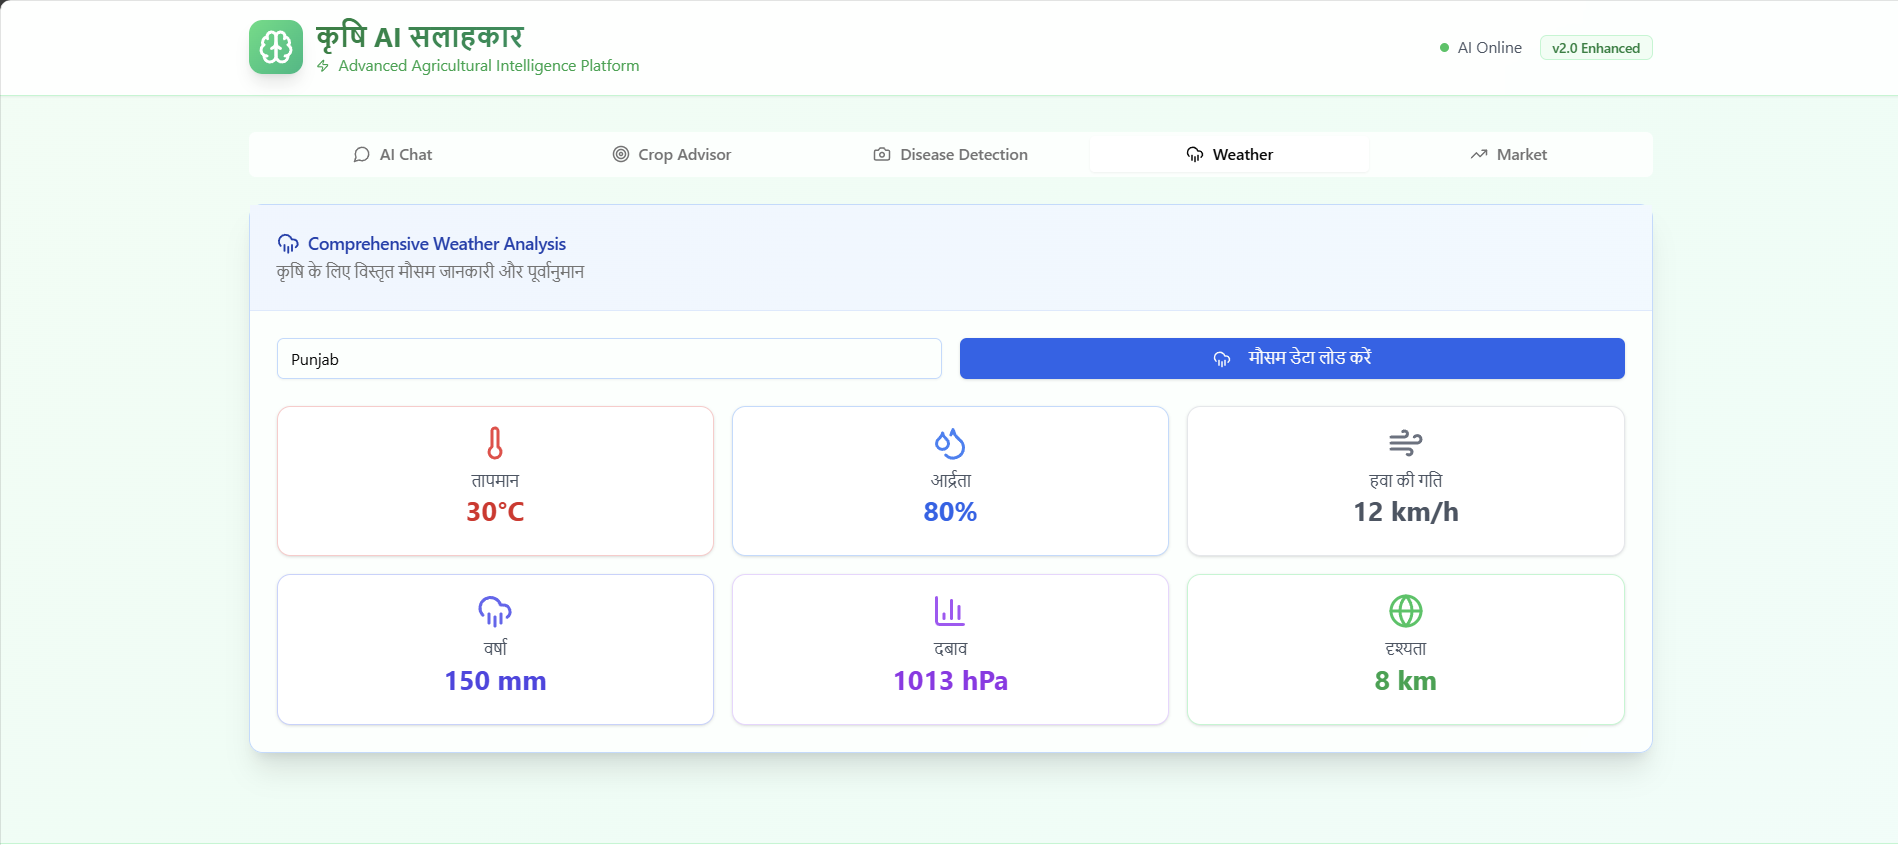 कृषि AI सलाहकार
Advanced Agricultural Intelligence Platform
AI Online
v2.0 Enhanced
AI Chat
Crop Advisor
Disease Detection
Weather
Market
Comprehensive Weather Analysis
कृषि के लिए विस्तृत मौसम जानकारी और पूर्वानुमान
Punjab
मौसम डेटा लोड करें
तापमान
30°C
आर्द्रता
80%
हवा की गति
12 km/h
वर्षा
150 mm
दबाव
1013 hPa
दृश्यता
8 km